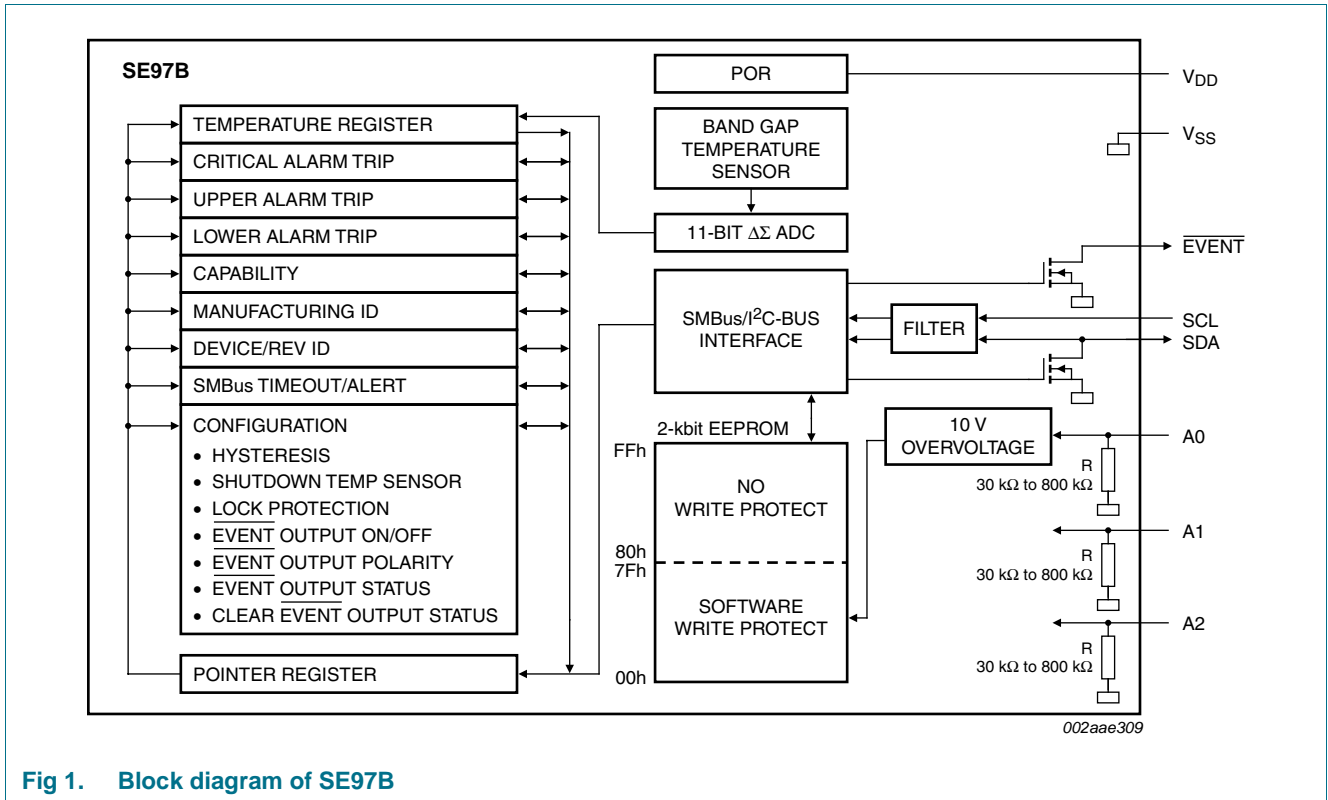 SE97B
TEMPERATURE REGISTER
CRITICAL ALARM TRIP
UPPER ALARM TRIP
LOWER ALARM TRIP
CAPABILITY
MANUFACTURING ID
DEVICE/REV ID
SMBus TIMEOUT/ALERT
CONFIGURATION
• HYSTERESIS
• SHUTDOWN TEMP SENSOR
• LOCK PROTECTION
• EVENT OUTPUT ON/OFF
• EVENT OUTPUT POLARITY
• EVENT OUTPUT STATUS
• CLEAR EVENT OUTPUT STATUS
POINTER REGISTER
POR
BAND GAP
TEMPERATURE
SENSOR
11-BIT ΔΣ ADC
SMBus/I²C-BUS
INTERFACE
FILTER
2-kbit EEPROM
FFh
NO
WRITE PROTECT
80h
7Fh
SOFTWARE
WRITE PROTECT
00h
10 V
OVERVOLTAGE
R
30 kΩ to 800 kΩ
R
30 kΩ to 800 kΩ
R
30 kΩ to 800 kΩ
VDD
VSS
EVENT
SCL
SDA
A0
A1
A2
002aae309
Fig 1. Block diagram of SE97B